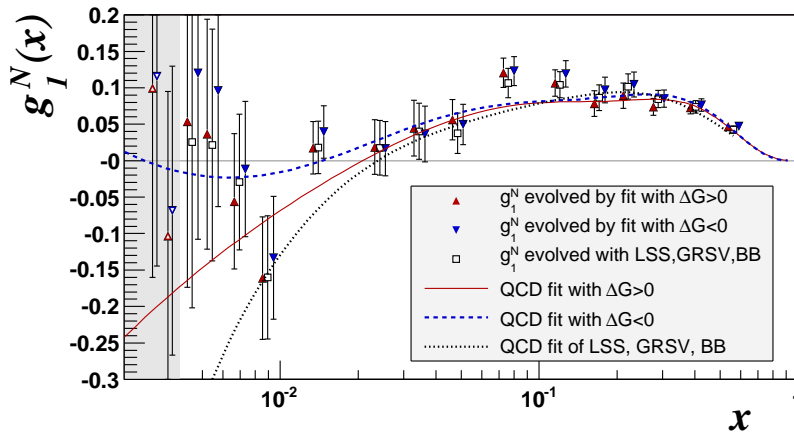 g₁ᴺ(x)
0.2
0.15
0.1
0.05
-0
-0.05
-0.1
-0.15
-0.2
-0.25
-0.3
g₁ᴺ evolved by fit with ΔG>0
g₁ᴺ evolved by fit with ΔG<0
g₁ᴺ evolved with LSS,GRSV,BB
QCD fit with ΔG>0
QCD fit with ΔG<0
QCD fit of LSS, GRSV, BB
10⁻² 10⁻¹ 1
x